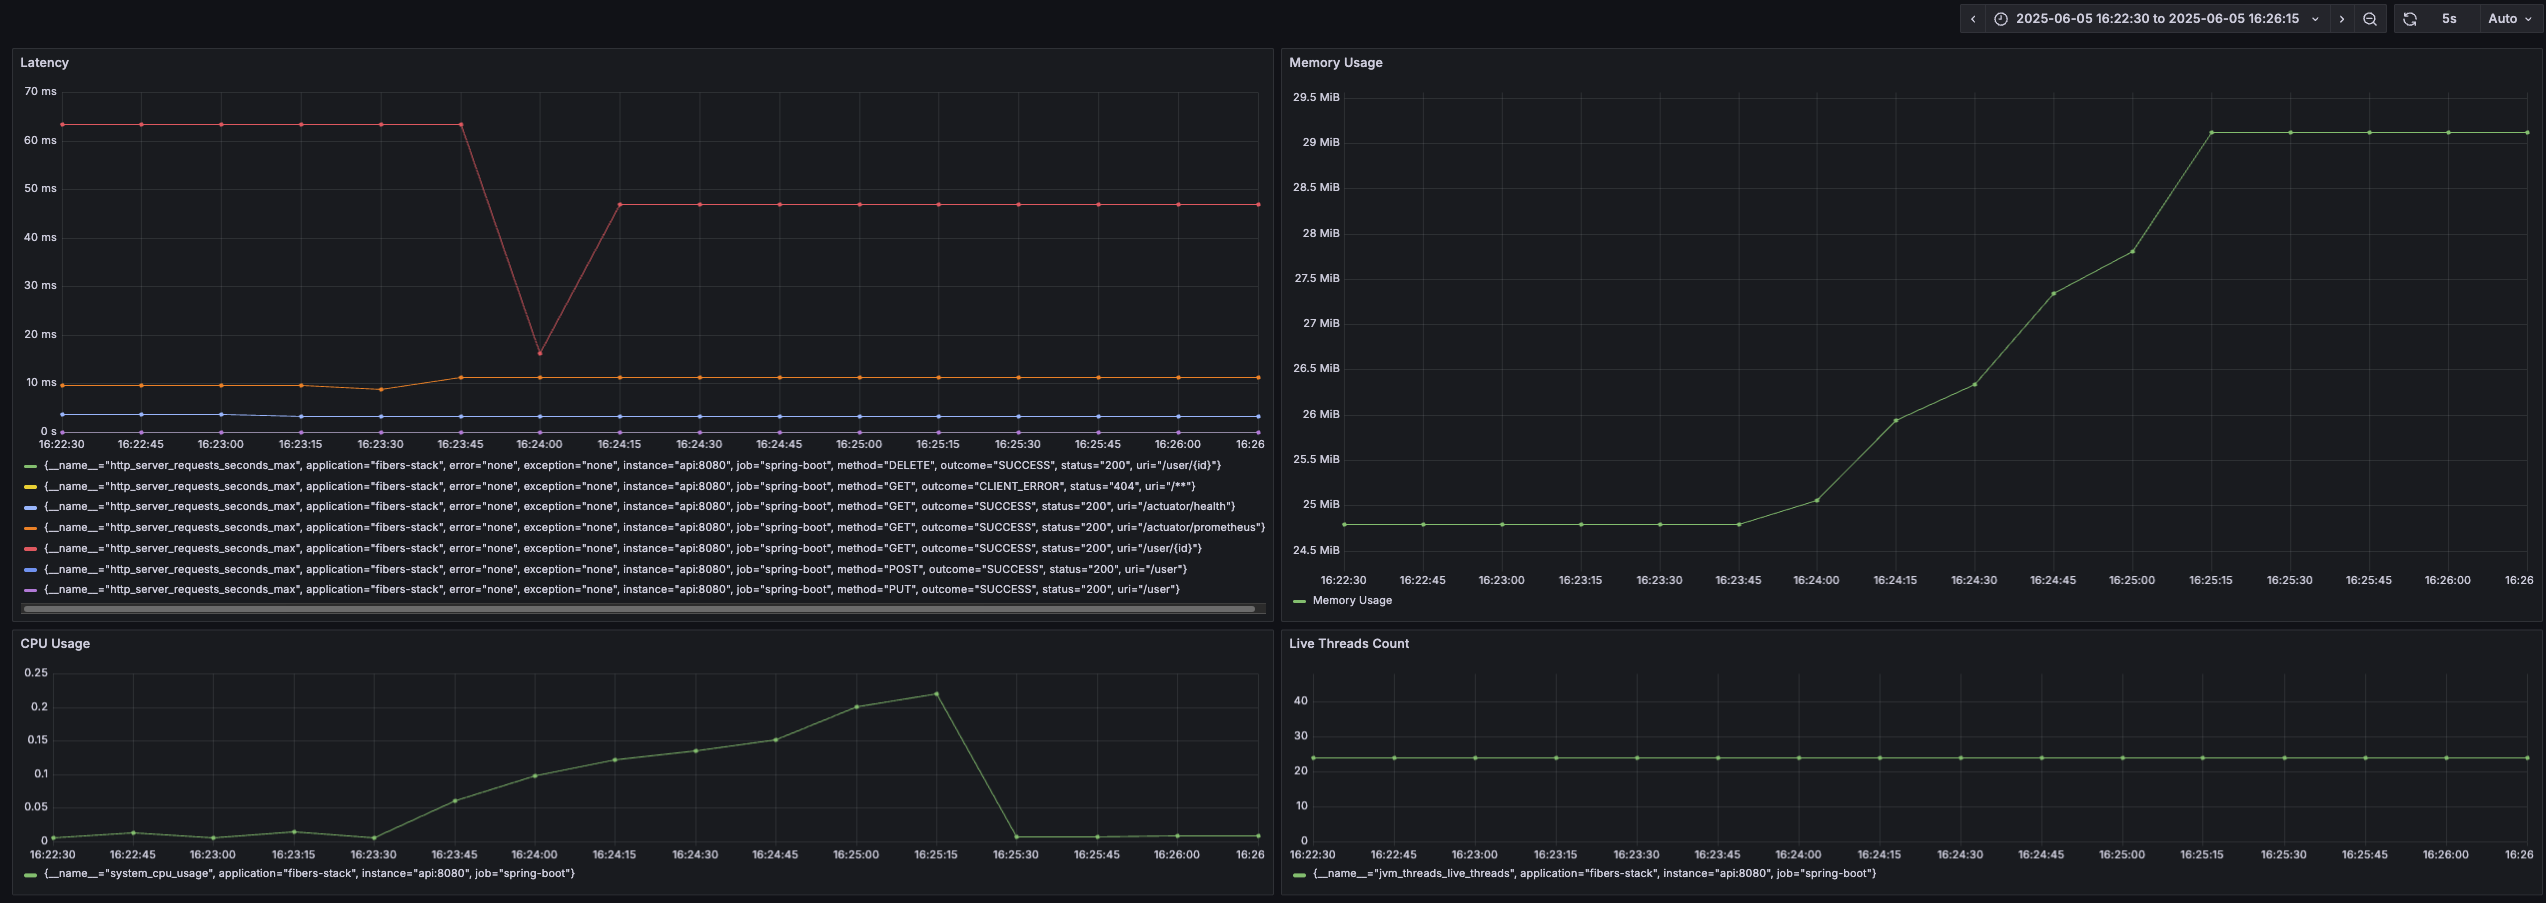 2025-06-05 16:22:30 to 2025-06-05 16:26:15 5s Auto
Latency
70 ms
60 ms
50 ms
40 ms
30 ms
20 ms
10 ms
0 s
16:22:30 16:22:45 16:23:00 16:23:15 16:23:30 16:23:45 16:24:00 16:24:15 16:24:30 16:24:45 16:25:00 16:25:15 16:25:30 16:25:45 16:26:00 16:26
{__name__="http_server_requests_seconds_max", application="fibers-stack", error="none", exception="none", instance="api:8080", job="spring-boot", method="DELETE", outcome="SUCCESS", status="200", uri="/user/{id}"}
{__name__="http_server_requests_seconds_max", application="fibers-stack", error="none", exception="none", instance="api:8080", job="spring-boot", method="GET", outcome="CLIENT_ERROR", status="404", uri="/**"}
{__name__="http_server_requests_seconds_max", application="fibers-stack", error="none", exception="none", instance="api:8080", job="spring-boot", method="GET", outcome="SUCCESS", status="200", uri="/actuator/health"}
{__name__="http_server_requests_seconds_max", application="fibers-stack", error="none", exception="none", instance="api:8080", job="spring-boot", method="GET", outcome="SUCCESS", status="200", uri="/actuator/prometheus"}
{__name__="http_server_requests_seconds_max", application="fibers-stack", error="none", exception="none", instance="api:8080", job="spring-boot", method="GET", outcome="SUCCESS", status="200", uri="/user/{id}"}
{__name__="http_server_requests_seconds_max", application="fibers-stack", error="none", exception="none", instance="api:8080", job="spring-boot", method="POST", outcome="SUCCESS", status="200", uri="/user"}
{__name__="http_server_requests_seconds_max", application="fibers-stack", error="none", exception="none", instance="api:8080", job="spring-boot", method="PUT", outcome="SUCCESS", status="200", uri="/user"}
Memory Usage
29.5 MiB
29 MiB
28.5 MiB
28 MiB
27.5 MiB
27 MiB
26.5 MiB
26 MiB
25.5 MiB
25 MiB
24.5 MiB
16:22:30 16:22:45 16:23:00 16:23:15 16:23:30 16:23:45 16:24:00 16:24:15 16:24:30 16:24:45 16:25:00 16:25:15 16:25:30 16:25:45 16:26:00 16:26
Memory Usage
CPU Usage
0.25
0.2
0.15
0.1
0.05
0
16:22:30 16:22:45 16:23:00 16:23:15 16:23:30 16:23:45 16:24:00 16:24:15 16:24:30 16:24:45 16:25:00 16:25:15 16:25:30 16:25:45 16:26:00 16:26
{__name__="system_cpu_usage", application="fibers-stack", instance="api:8080", job="spring-boot"}
Live Threads Count
40
30
20
10
0
16:22:30 16:22:45 16:23:00 16:23:15 16:23:30 16:23:45 16:24:00 16:24:15 16:24:30 16:24:45 16:25:00 16:25:15 16:25:30 16:25:45 16:26:00 16:26
{__name__="jvm_threads_live_threads", application="fibers-stack", instance="api:8080", job="spring-boot"}